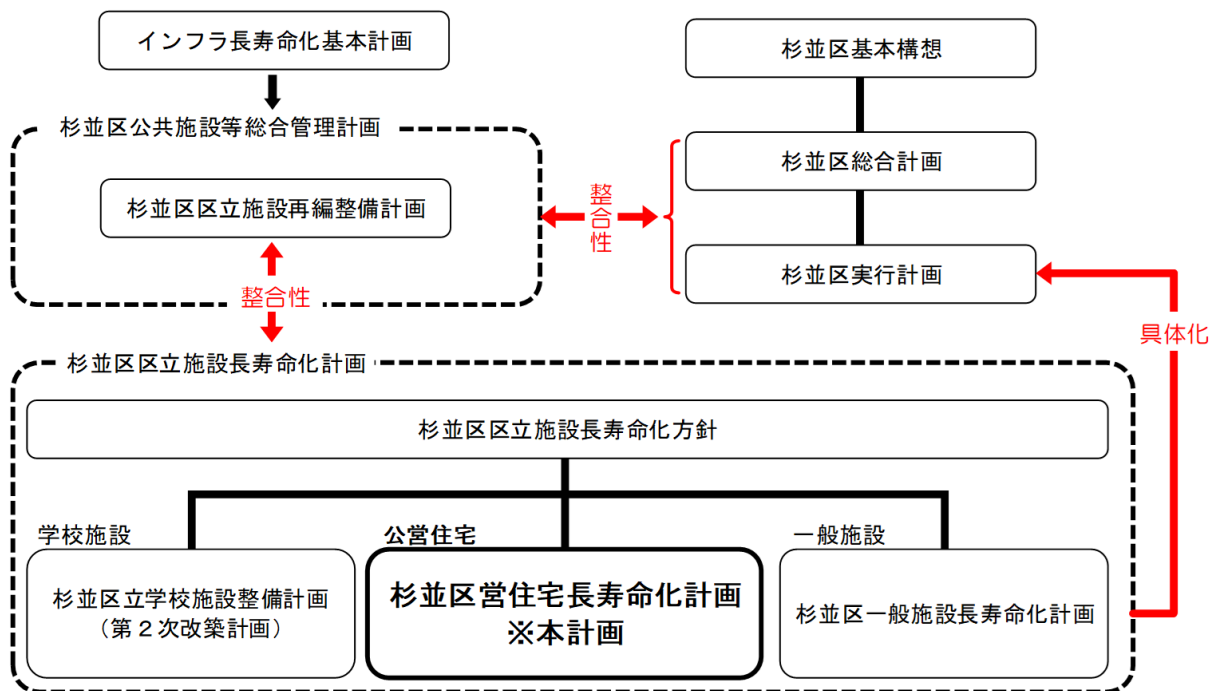 インフラ長寿命化基本計画
杉並区基本構想
杉並区公共施設等総合管理計画
杉並区総合計画
杉並区区立施設再編整備計画
整合性
杉並区実行計画
整合性
具体化
杉並区区立施設長寿命化計画
杉並区区立施設長寿命化方針
学校施設
公営住宅
一般施設
杉並区立学校施設整備計画
（第２次改築計画）
杉並区営住宅長寿命化計画
※本計画
杉並区一般施設長寿命化計画